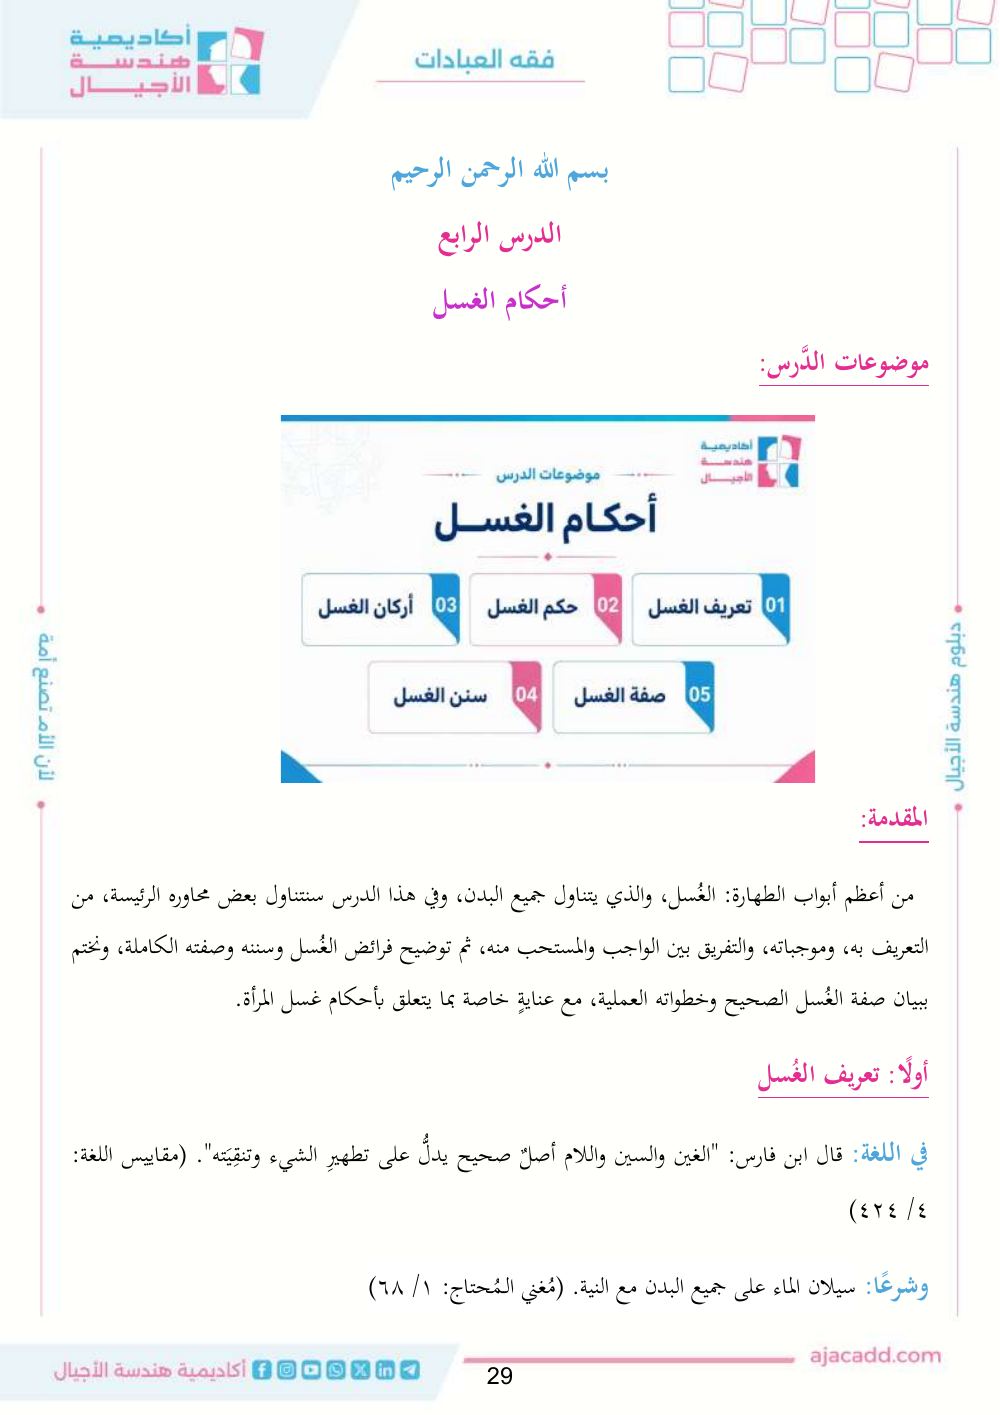 أكاديمية
هندسة
الأجيال
فقه العبادات
بسم الله الرحمن الرحيم
الدرس الرابع
أحكام الغسل
موضوعات الدَّرس:
أكاديمية
هندسة
الأجيال
موضوعات الدرس
أحكام الغسل
01 تعريف الغسل
02 حكم الغسل
03 أركان الغسل
05 صفة الغسل
04 سنن الغسل
المقدمة:
من أعظم أبواب الطهارة: الغُسل، والذي يتناول جميع البدن، وفي هذا الدرس سنتناول بعض محاوره الرئيسة، من
التعريف به، وموجباته، والتفريق بين الواجب والمستحب منه، ثم توضيح فرائض الغُسل وسننه وصفته الكاملة، ونختم
ببيان صفة الغُسل الصحيح وخطواته العملية، مع عنايةٍ خاصة بما يتعلق بأحكام غسل المرأة.
أولًا: تعريف الغُسل
في اللغة: قال ابن فارس: "الغين والسين واللام أصلٌ صحيح يدلُّ على تطهيرِ الشيء وتنقِيَته". (مقاييس اللغة:
٤/ ٤٢٤)
وشرعًا: سيلان الماء على جميع البدن مع النية. (مُغني المُحتاج: ١/ ٦٨)
دبلوم هندسة الأجيال
لأن الأم تصنع أمة
ajacadd.com
29
أكاديمية هندسة الأجيال